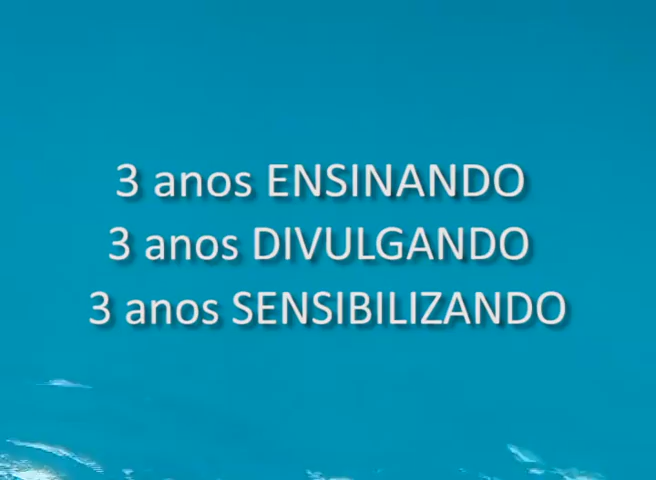 3 anos ENSINANDO
3 anos DIVULGANDO
3 anos SENSIBILIZANDO